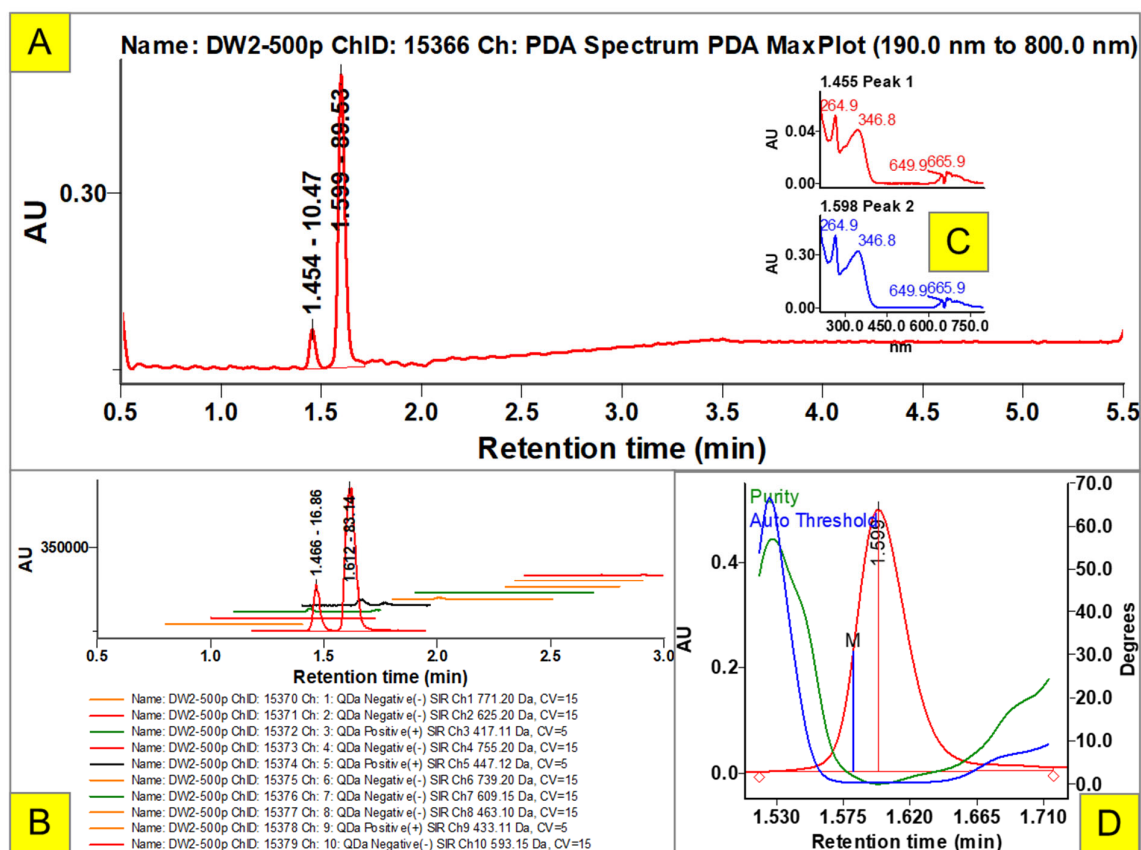 A
Name: DW2-500p ChID: 15366 Ch: PDA Spectrum PDA MaxPlot (190.0 nm to 800.0 nm)
AU
0.30
1.454 - 10.47
1.599 - 89.53
1.455 Peak 1
264.9
346.8
649.9 665.9
AU
0.04
0.00
1.598 Peak 2
264.9
346.8
649.9 665.9
AU
0.30
0.00
300.0 450.0 600.0 750.0
nm
C
0.5 1.0 1.5 2.0 2.5 3.0 3.5 4.0 4.5 5.0 5.5
Retention time (min)
AU
350000
1.466 - 16.86
1.612 - 83.14
0.5 1.0 1.5 2.0 2.5 3.0
Retention time (min)
Name: DW2-500p ChID: 15370 Ch: 1: QDa Negative(-) SIR Ch1 771.20 Da, CV=15
Name: DW2-500p ChID: 15371 Ch: 2: QDa Negative(-) SIR Ch2 625.20 Da, CV=15
Name: DW2-500p ChID: 15372 Ch: 3: QDa Positive(+) SIR Ch3 417.11 Da, CV=5
Name: DW2-500p ChID: 15373 Ch: 4: QDa Negative(-) SIR Ch4 755.20 Da, CV=15
Name: DW2-500p ChID: 15374 Ch: 5: QDa Positive(+) SIR Ch5 447.12 Da, CV=5
Name: DW2-500p ChID: 15375 Ch: 6: QDa Negative(-) SIR Ch6 739.20 Da, CV=15
Name: DW2-500p ChID: 15376 Ch: 7: QDa Negative(-) SIR Ch7 609.15 Da, CV=15
Name: DW2-500p ChID: 15377 Ch: 8: QDa Negative(-) SIR Ch8 463.10 Da, CV=15
Name: DW2-500p ChID: 15378 Ch: 9: QDa Positive(+) SIR Ch9 433.11 Da, CV=5
Name: DW2-500p ChID: 15379 Ch: 10: QDa Negative(-) SIR Ch10 593.15 Da, CV=15
B
Purity
Auto Threshold
1.599
M
AU
0.4
0.2
0.0
70.0
60.0
50.0
40.0
30.0
20.0
10.0
0.0
Degrees
1.530 1.575 1.620 1.665 1.710
Retention time (min)
D